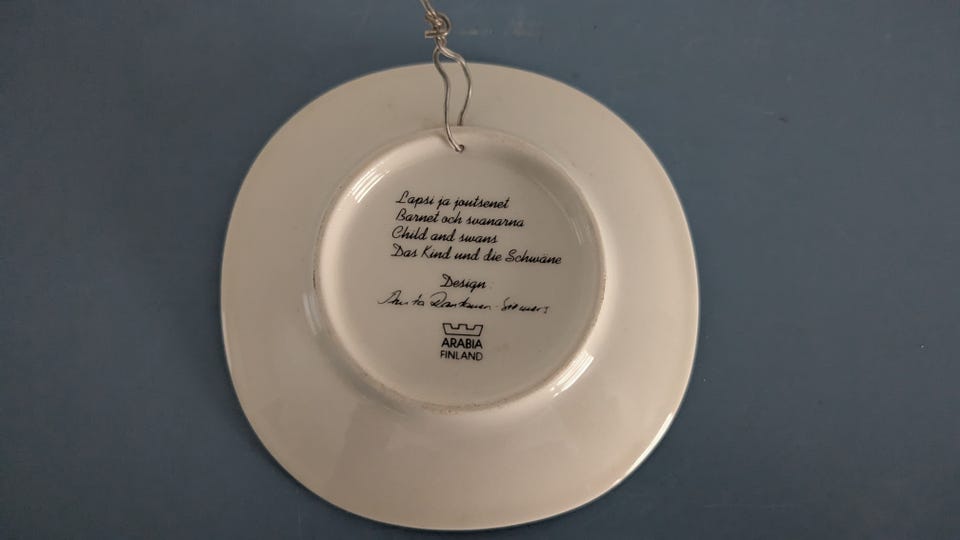 Lapsi ja joutsenet
Barnet och svanarna
Child and swans
Das Kind und die Schwäne
Design:
ARABIA
FINLAND